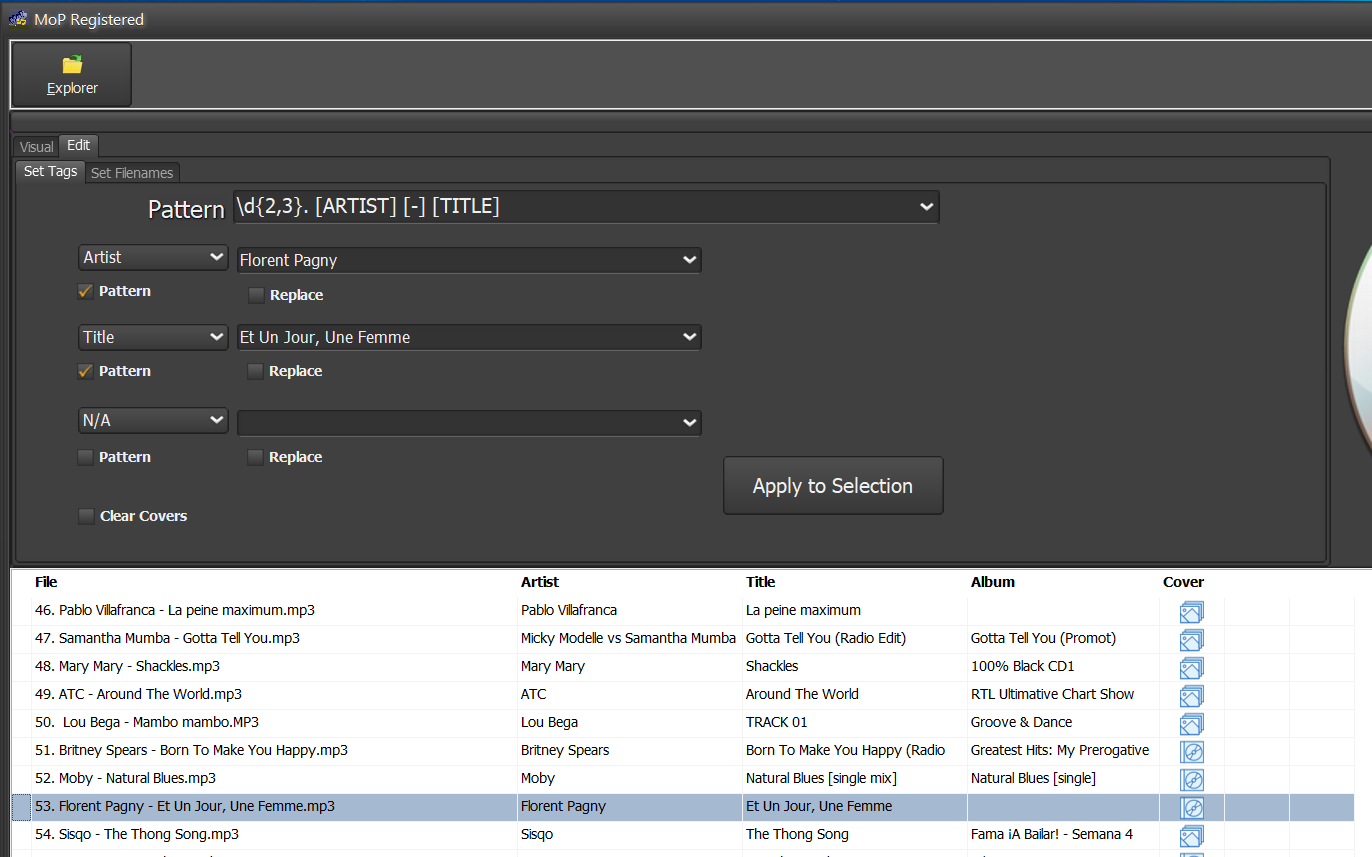 MoP Registered
Explorer
Visual Edit
Set Tags Set Filenames
Pattern \d{2,3}. [ARTIST] [-] [TITLE]
Artist Florent Pagny
Pattern Replace
Title Et Un Jour, Une Femme
Pattern Replace
N/A
Pattern Replace
Apply to Selection
Clear Covers
File Artist Title Album Cover
46. Pablo Villafranca - La peine maximum.mp3 Pablo Villafranca La peine maximum
47. Samantha Mumba - Gotta Tell You.mp3 Micky Modelle vs Samantha Mumba Gotta Tell You (Radio Edit) Gotta Tell You (Promot)
48. Mary Mary - Shackles.mp3 Mary Mary Shackles 100% Black CD1
49. ATC - Around The World.mp3 ATC Around The World RTL Ultimative Chart Show
50.  Lou Bega - Mambo mambo.MP3 Lou Bega TRACK 01 Groove & Dance
51. Britney Spears - Born To Make You Happy.mp3 Britney Spears Born To Make You Happy (Radio Greatest Hits: My Prerogative
52. Moby - Natural Blues.mp3 Moby Natural Blues [single mix] Natural Blues [single]
53. Florent Pagny - Et Un Jour, Une Femme.mp3 Florent Pagny Et Un Jour, Une Femme
54. Sisqo - The Thong Song.mp3 Sisqo The Thong Song Fama ¡A Bailar! - Semana 4